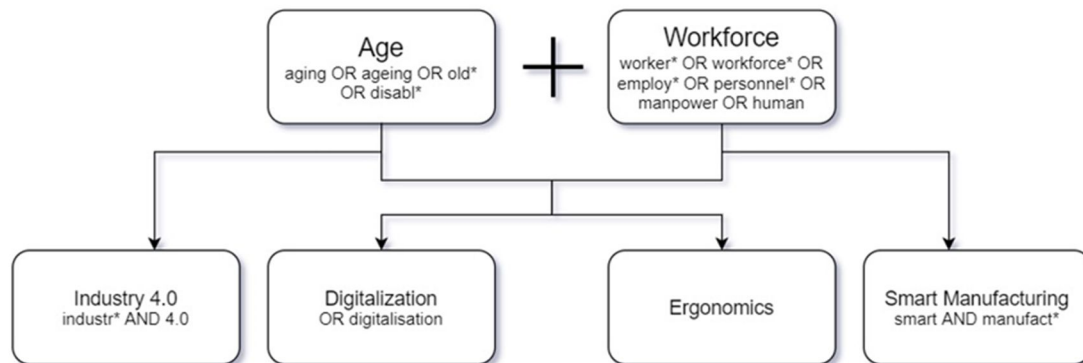 Age
aging OR ageing OR old*
OR disabl*
Workforce
worker* OR workforce* OR
employ* OR personnel* OR
manpower OR human
Industry 4.0
industr* AND 4.0
Digitalization
OR digitalisation
Ergonomics
Smart Manufacturing
smart AND manufact*